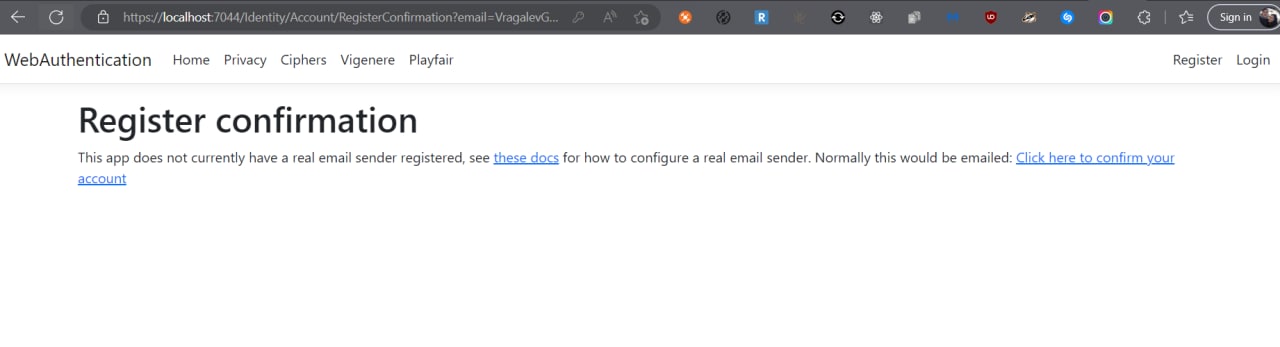 https://localhost:7044/Identity/Account/RegisterConfirmation?email=VragalevG... Sign in
WebAuthentication Home Privacy Ciphers Vigenere Playfair Register Login
Register confirmation
This app does not currently have a real email sender registered, see these docs for how to configure a real email sender. Normally this would be emailed: Click here to confirm your
account